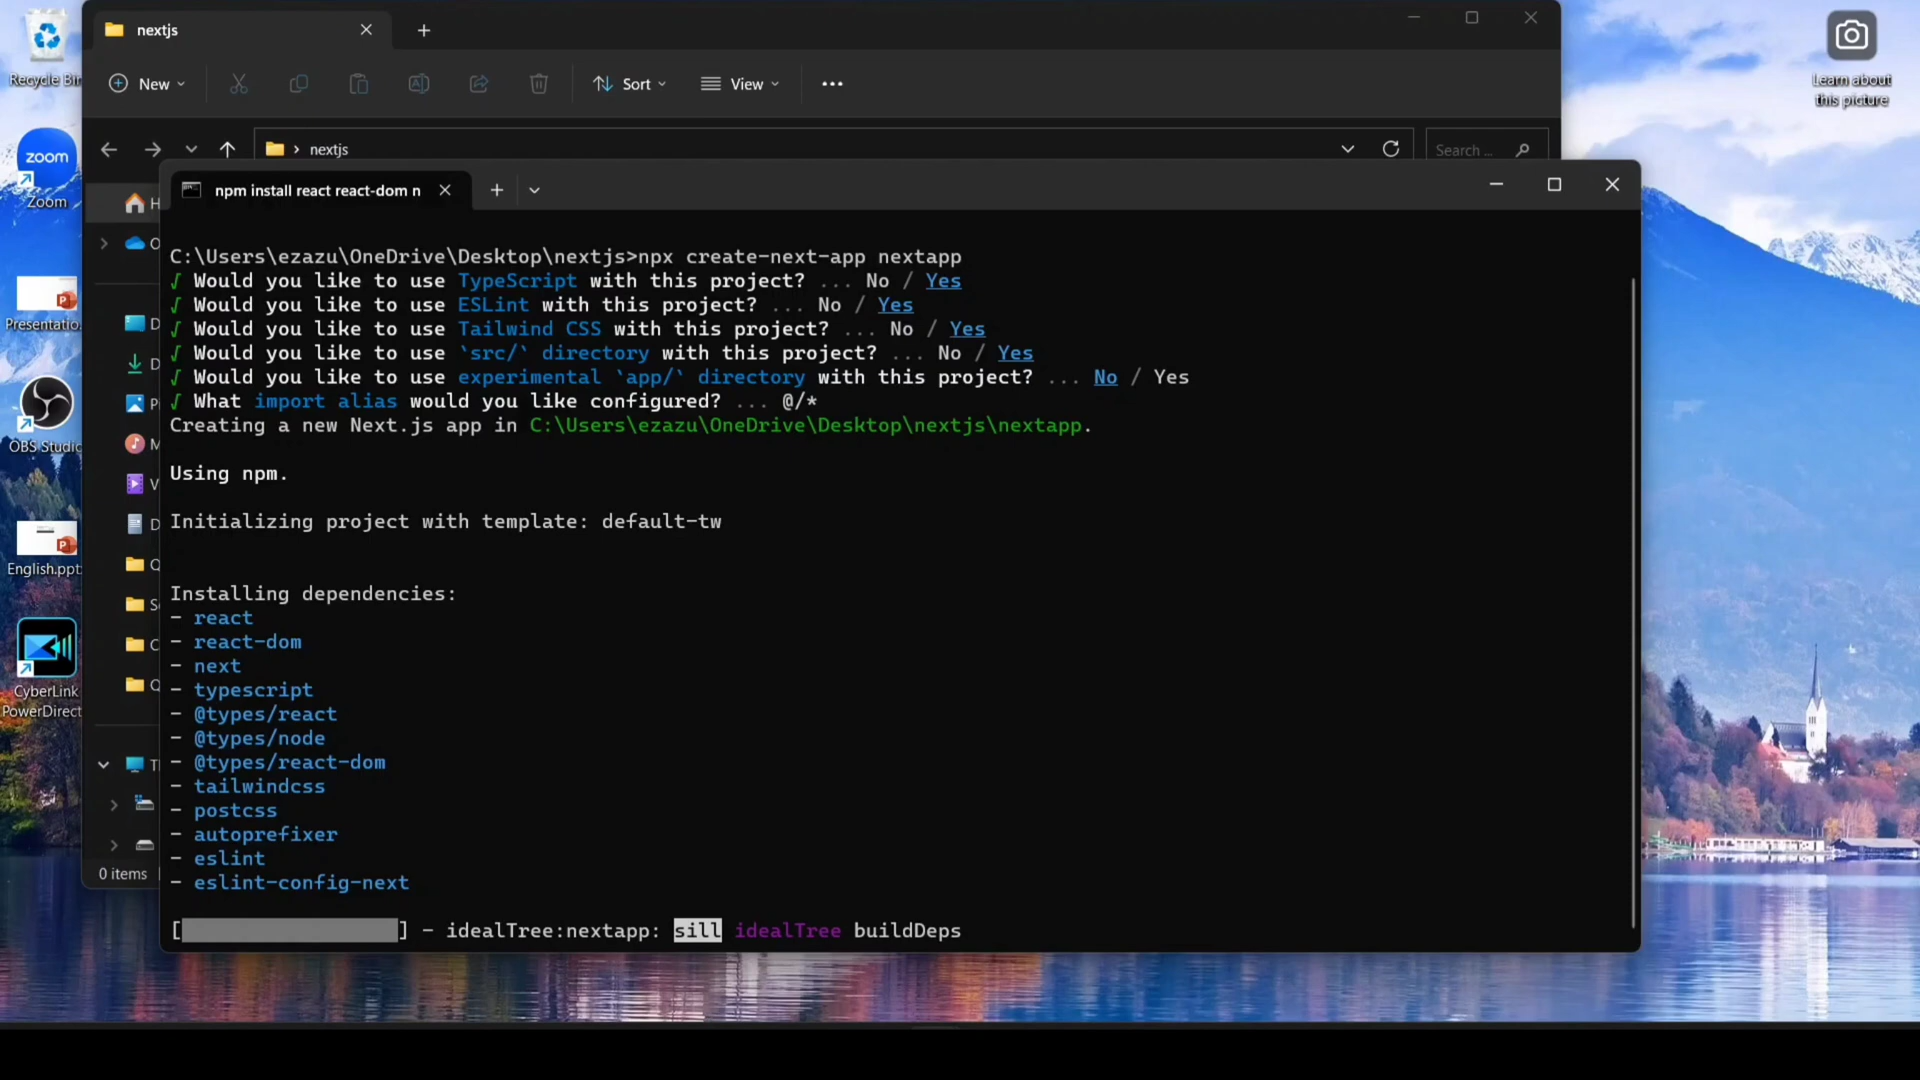 nextjs
New
Sort
View
nextjs
Search ...
npm install react react-dom n
C:\Users\ezazu\OneDrive\Desktop\nextjs>npx create-next-app nextapp
√ Would you like to use TypeScript with this project? ... No / Yes
√ Would you like to use ESLint with this project? ... No / Yes
√ Would you like to use Tailwind CSS with this project? ... No / Yes
√ Would you like to use `src/` directory with this project? ... No / Yes
√ Would you like to use experimental `app/` directory with this project? ... No / Yes
√ What import alias would you like configured? ... @/*
Creating a new Next.js app in C:\Users\ezazu\OneDrive\Desktop\nextjs\nextapp.
Using npm.
Initializing project with template: default-tw
Installing dependencies:
- react
- react-dom
- next
- typescript
- @types/react
- @types/node
- @types/react-dom
- tailwindcss
- postcss
- autoprefixer
- eslint
- eslint-config-next
[                  ] - idealTree:nextapp: sill idealTree buildDeps
0 items
Recycle Bin
zoom
Zoom
Presentatio...
OBS Studio
English.ppt
CyberLink
PowerDirect
Learn about
this picture